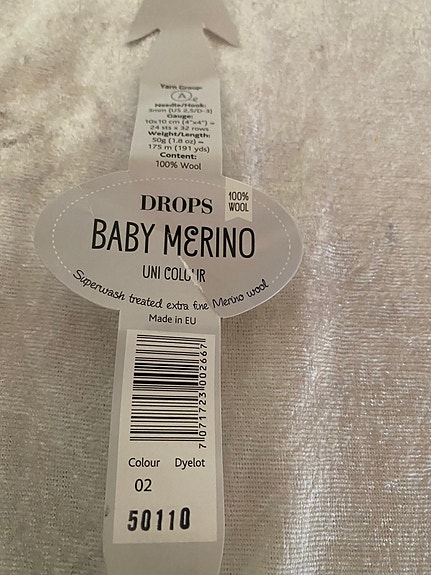 Yarn Group:
A
Needle/Hook:
3mm (US 2,5/D-3)
Gauge:
10x10 cm (4"x4") =
24 sts x 32 rows
Weight/Length:
50g (1.8 oz) =
175 m (191 yds)
Content:
100% Wool
100%
WOOL
DROPS
BABY MERINO
UNI COLOUR
Superwash treated extra fine Merino wool
Made in EU
7 071723 002667
Colour Dyelot
02
50110